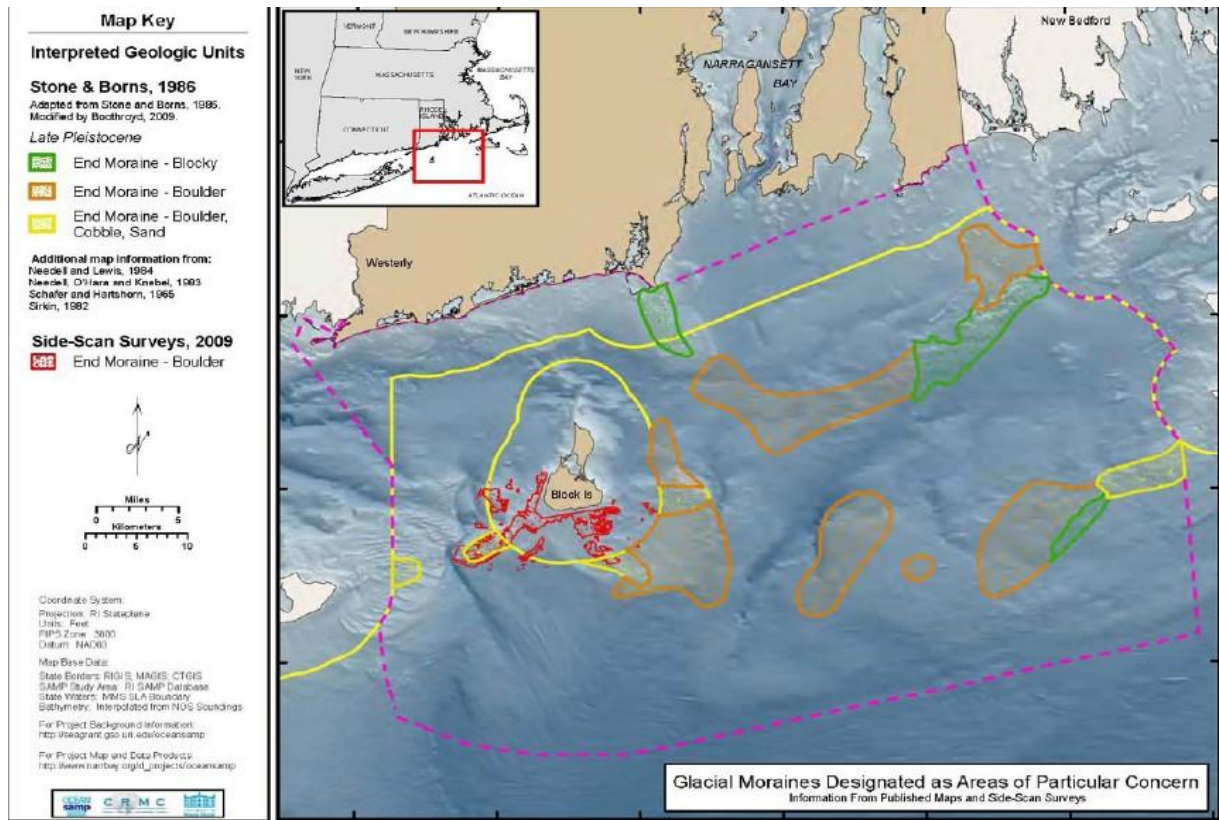 Map Key
Interpreted Geologic Units
Stone & Borns, 1986
Adapted from Stone and Borns, 1986.
Modified by Boothroyd, 2009.
Late Pleistocene
End Moraine - Blocky
End Moraine - Boulder
End Moraine - Boulder,
Cobble, Sand
Additional map information from:
Needell and Lewis, 1984
Needell, O'Hara and Knebel, 1983
Schafer and Hartshorn, 1965
Sirkin, 1982
Side-Scan Surveys, 2009
End Moraine - Boulder
Miles
0 5
Kilometers
0 5 10
Coordinate System:
Projection: RI Stateplane
Units: Feet
FIPS Zone: 3800
Datum: NAD83
Map Base Data:
State Borders: RIGIS, MAGIS, CTGIS
SAMP Study Area: RI SAMP Database
State Waters: MMS SLA Boundary
Bathymetry: Interpolated from NOS Soundings
For Project Background Information:
http://seagrant.gso.uri.edu/oceansamp
For Project Map and Data Products:
http://www.narrbay.org/d_projects/oceansamp
OCEAN
samp
C R M C
VERMONT
NEW HAMPSHIRE
NEW
YORK
MASSACHUSETTS
MASSACHUSETTS
BAY
CONNECTICUT
RHODE
ISLAND
ATLANTIC OCEAN
NARRAGANSETT
BAY
New Bedford
Westerly
Block Is
Glacial Moraines Designated as Areas of Particular Concern
Information From Published Maps and Side-Scan Surveys